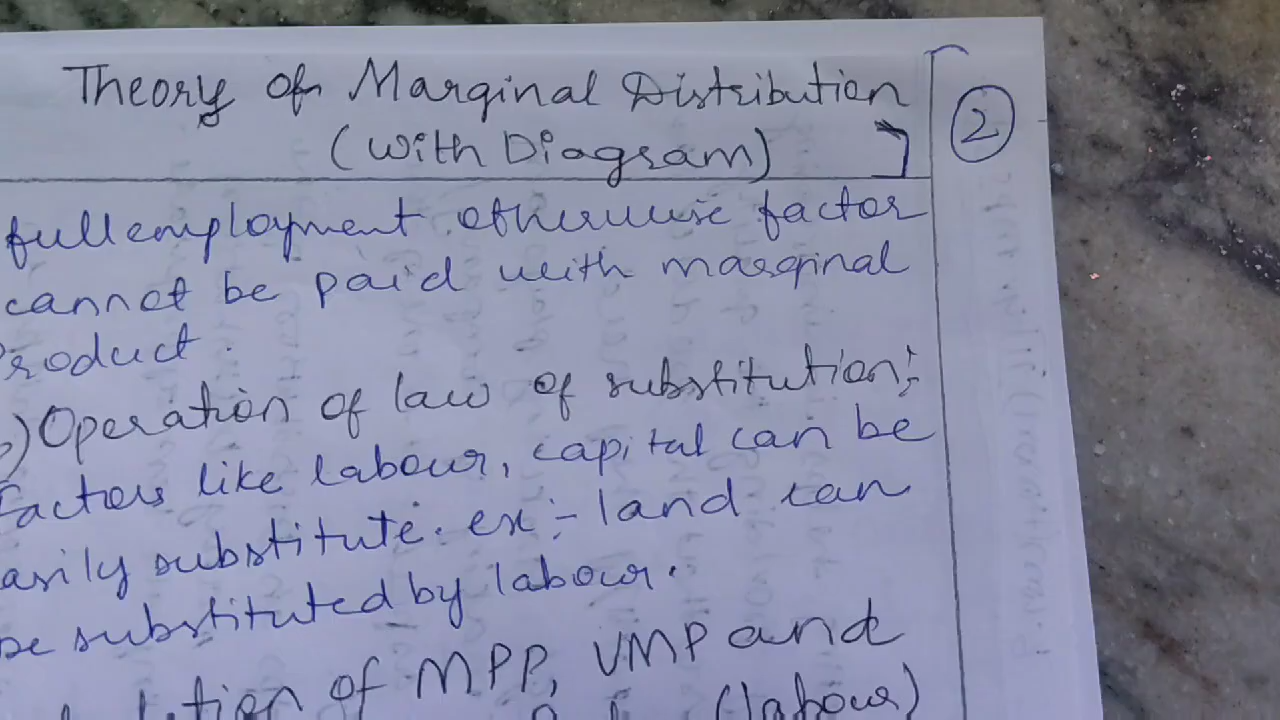 Theory of Marginal Distribution
(With Diagram)
2
full employment otherwise factor
cannot be paid with marginal
roduct.
) Operation of law of substitution:-
Factors like labour, capital can be
asily substitute. ex:- land can
be substituted by labour.
of MPP, VMP and
(labour)